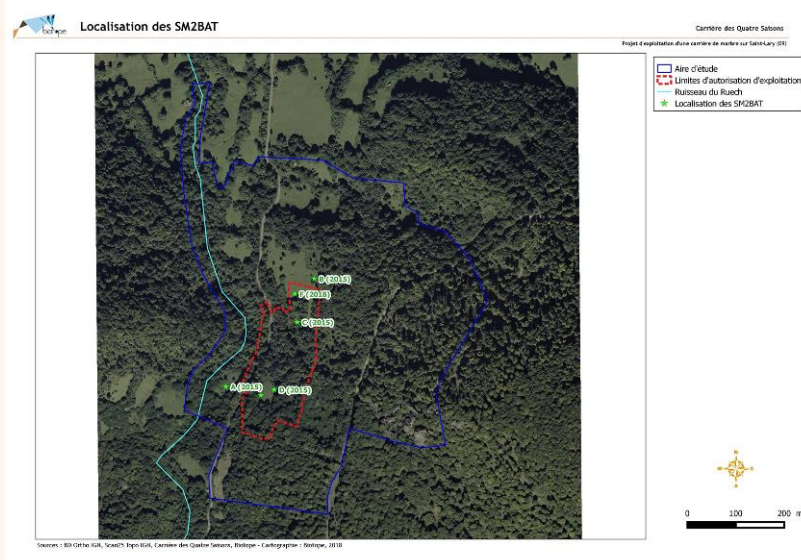 biotope
Localisation des SM2BAT
Carrière des Quatre Saisons
Projet d'exploitation d'une carrière de marbre sur Saint-Lary (09)
Aire d'étude
Limites d'autorisation d'exploitation
Ruisseau du Ruech
Localisation des SM2BAT
B (2015)
F (2018)
C (2015)
A (2015)
D (2015)
0 100 200 m
Sources : BD Ortho IGN, Scan25 Topo IGN, Carrière des Quatre Saisons, Biotope - Cartographie : Biotope, 2018